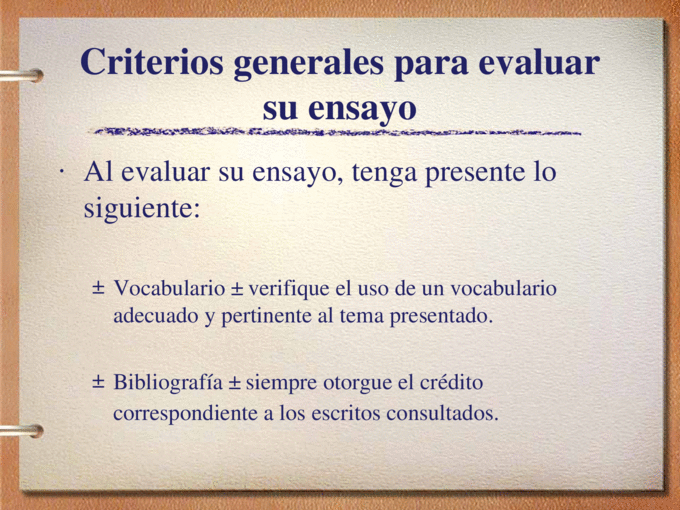 Criterios generales para evaluar
su ensayo
· Al evaluar su ensayo, tenga presente lo
siguiente:
± Vocabulario ± verifique el uso de un vocabulario
adecuado y pertinente al tema presentado.
± Bibliografía ± siempre otorgue el crédito
correspondiente a los escritos consultados.